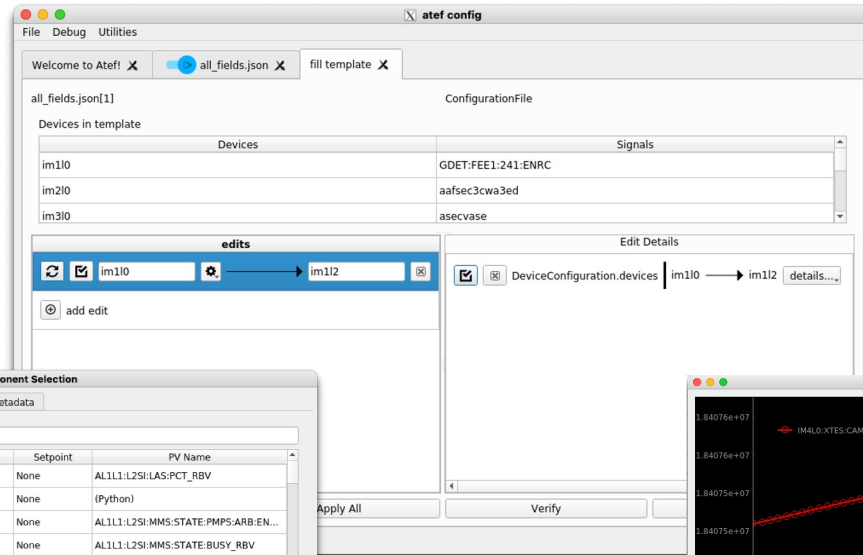 atef config
File Debug Utilities
Welcome to Atef! all_fields.json fill template
all_fields.json[1] ConfigurationFile
Devices in template
Devices Signals
im1l0 GDET:FEE1:241:ENRC
im2l0 aafsec3cwa3ed
im3l0 asecvase
edits Edit Details
im1l0 im1l2 DeviceConfiguration.devices im1l0 im1l2 details...
add edit
onent Selection
etadata
Setpoint PV Name
None AL1L1:L2SI:LAS:PCT_RBV
None (Python)
None AL1L1:L2SI:MMS:STATE:PMPS:ARB:EN...
None AL1L1:L2SI:MMS:STATE:BUSY_RBV
Apply All Verify
1.84076e+07 IM4L0:XTES:CAM
1.84076e+07
1.84075e+07
1.84075e+07